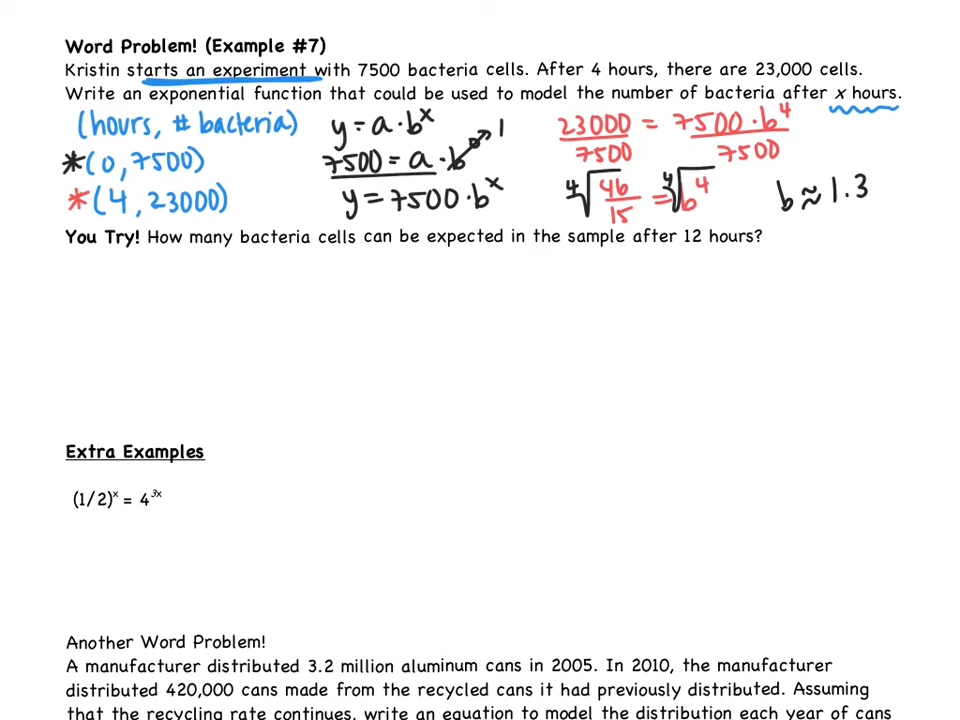 Word Problem! (Example #7)
Kristin starts an experiment with 7500 bacteria cells. After 4 hours, there are 23,000 cells.
Write an exponential function that could be used to model the number of bacteria after x hours.
(hours, # bacteria)
*(0, 7500)
*(4, 23000)
y = a · b^x
7500 = a · b^0 → 1
y = 7500 · b^x
23000/7500 = 7500 · b^4/7500
∜(46/15) = ∜(b^4)
b ≈ 1.3
You Try! How many bacteria cells can be expected in the sample after 12 hours?
Extra Examples
(1/2)^x = 4^3x
Another Word Problem!
A manufacturer distributed 3.2 million aluminum cans in 2005. In 2010, the manufacturer
distributed 420,000 cans made from the recycled cans it had previously distributed. Assuming
that the recycling rate continues, write an equation to model the distribution each year of cans